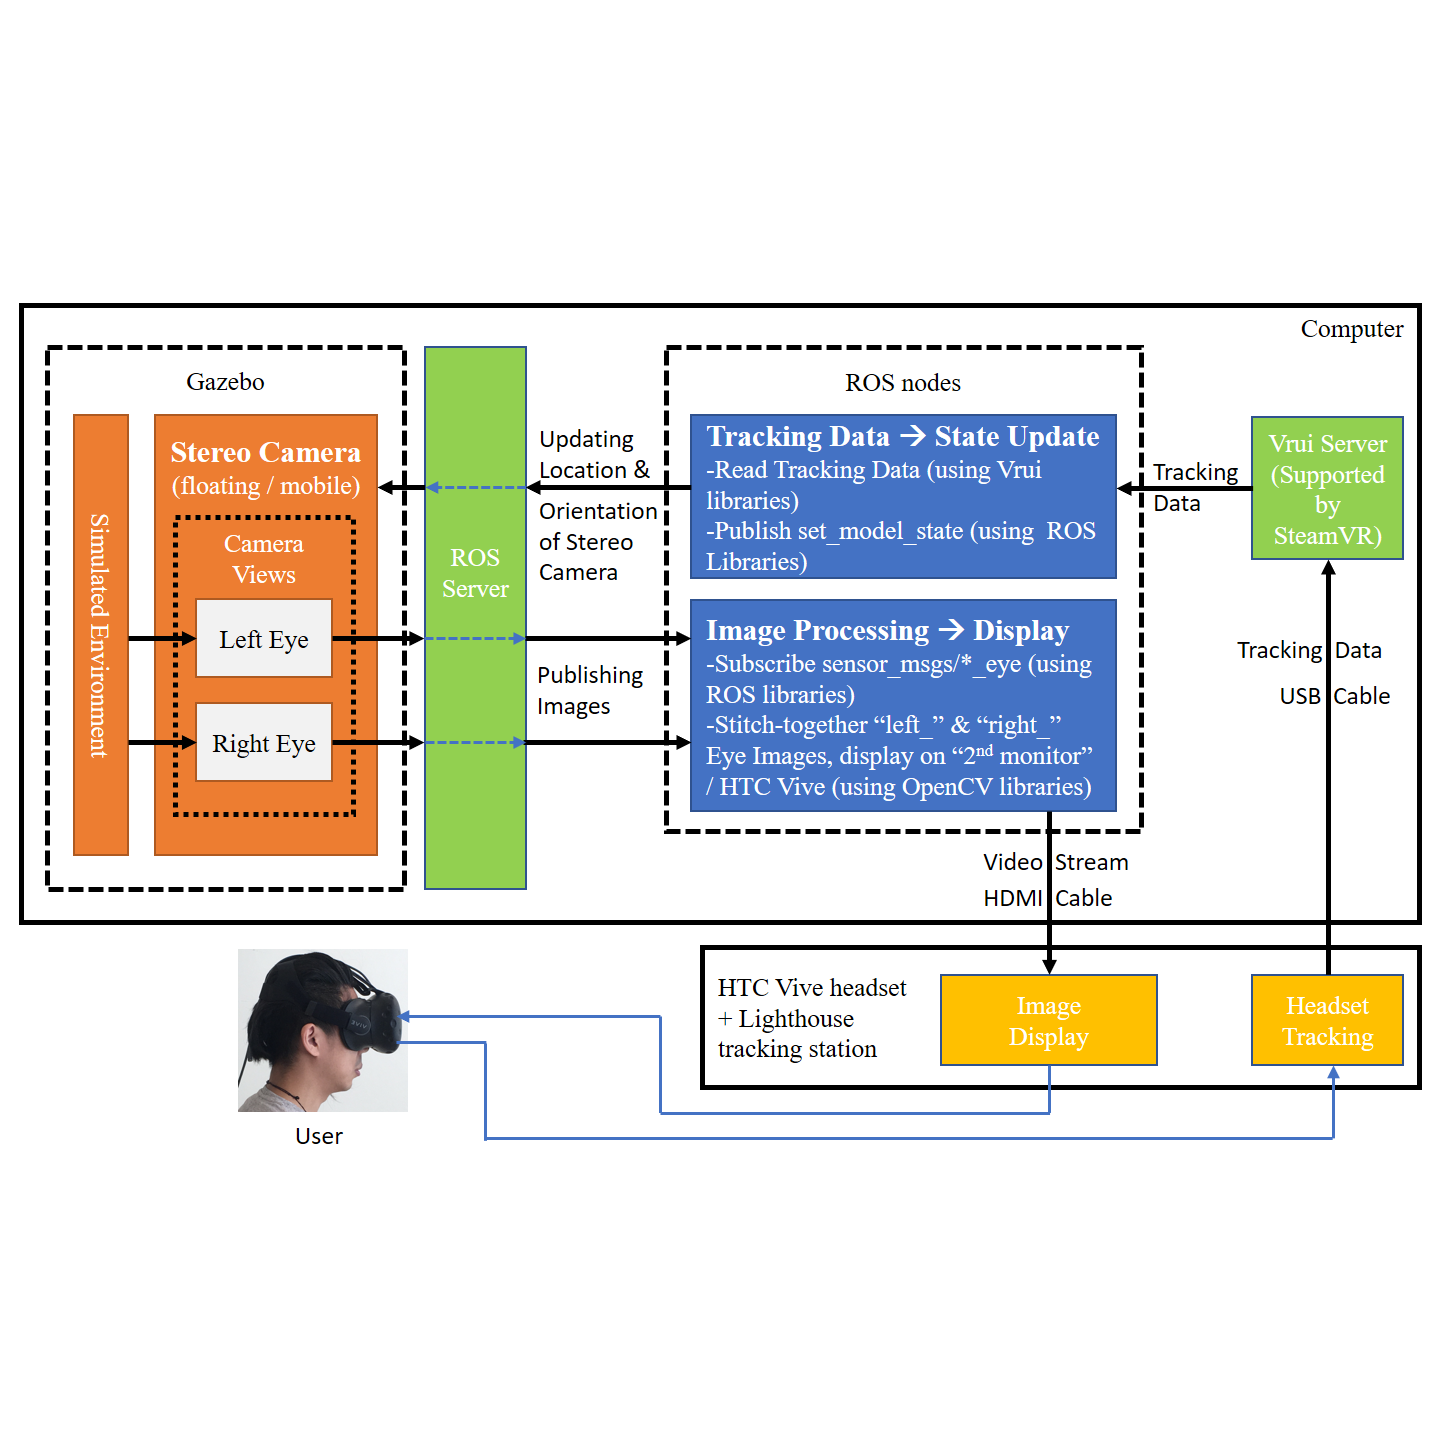 Computer
Gazebo
Simulated Environment
Stereo Camera
(floating / mobile)
Camera
Views
Left Eye
Right Eye
ROS
Server
Updating
Location &
Orientation
of Stereo
Camera
Publishing
Images
ROS nodes
Tracking Data → State Update
-Read Tracking Data (using Vrui
libraries)
-Publish set_model_state (using  ROS
Libraries)
Image Processing → Display
-Subscribe sensor_msgs/*_eye (using
ROS libraries)
-Stitch-together “left_” & “right_”
Eye Images, display on “2nd monitor”
/ HTC Vive (using OpenCV libraries)
Tracking
Data
Vrui Server
(Supported
by
SteamVR)
Tracking Data
USB Cable
Video Stream
HDMI Cable
HTC Vive headset
+ Lighthouse
tracking station
Image
Display
Headset
Tracking
VIVE
User